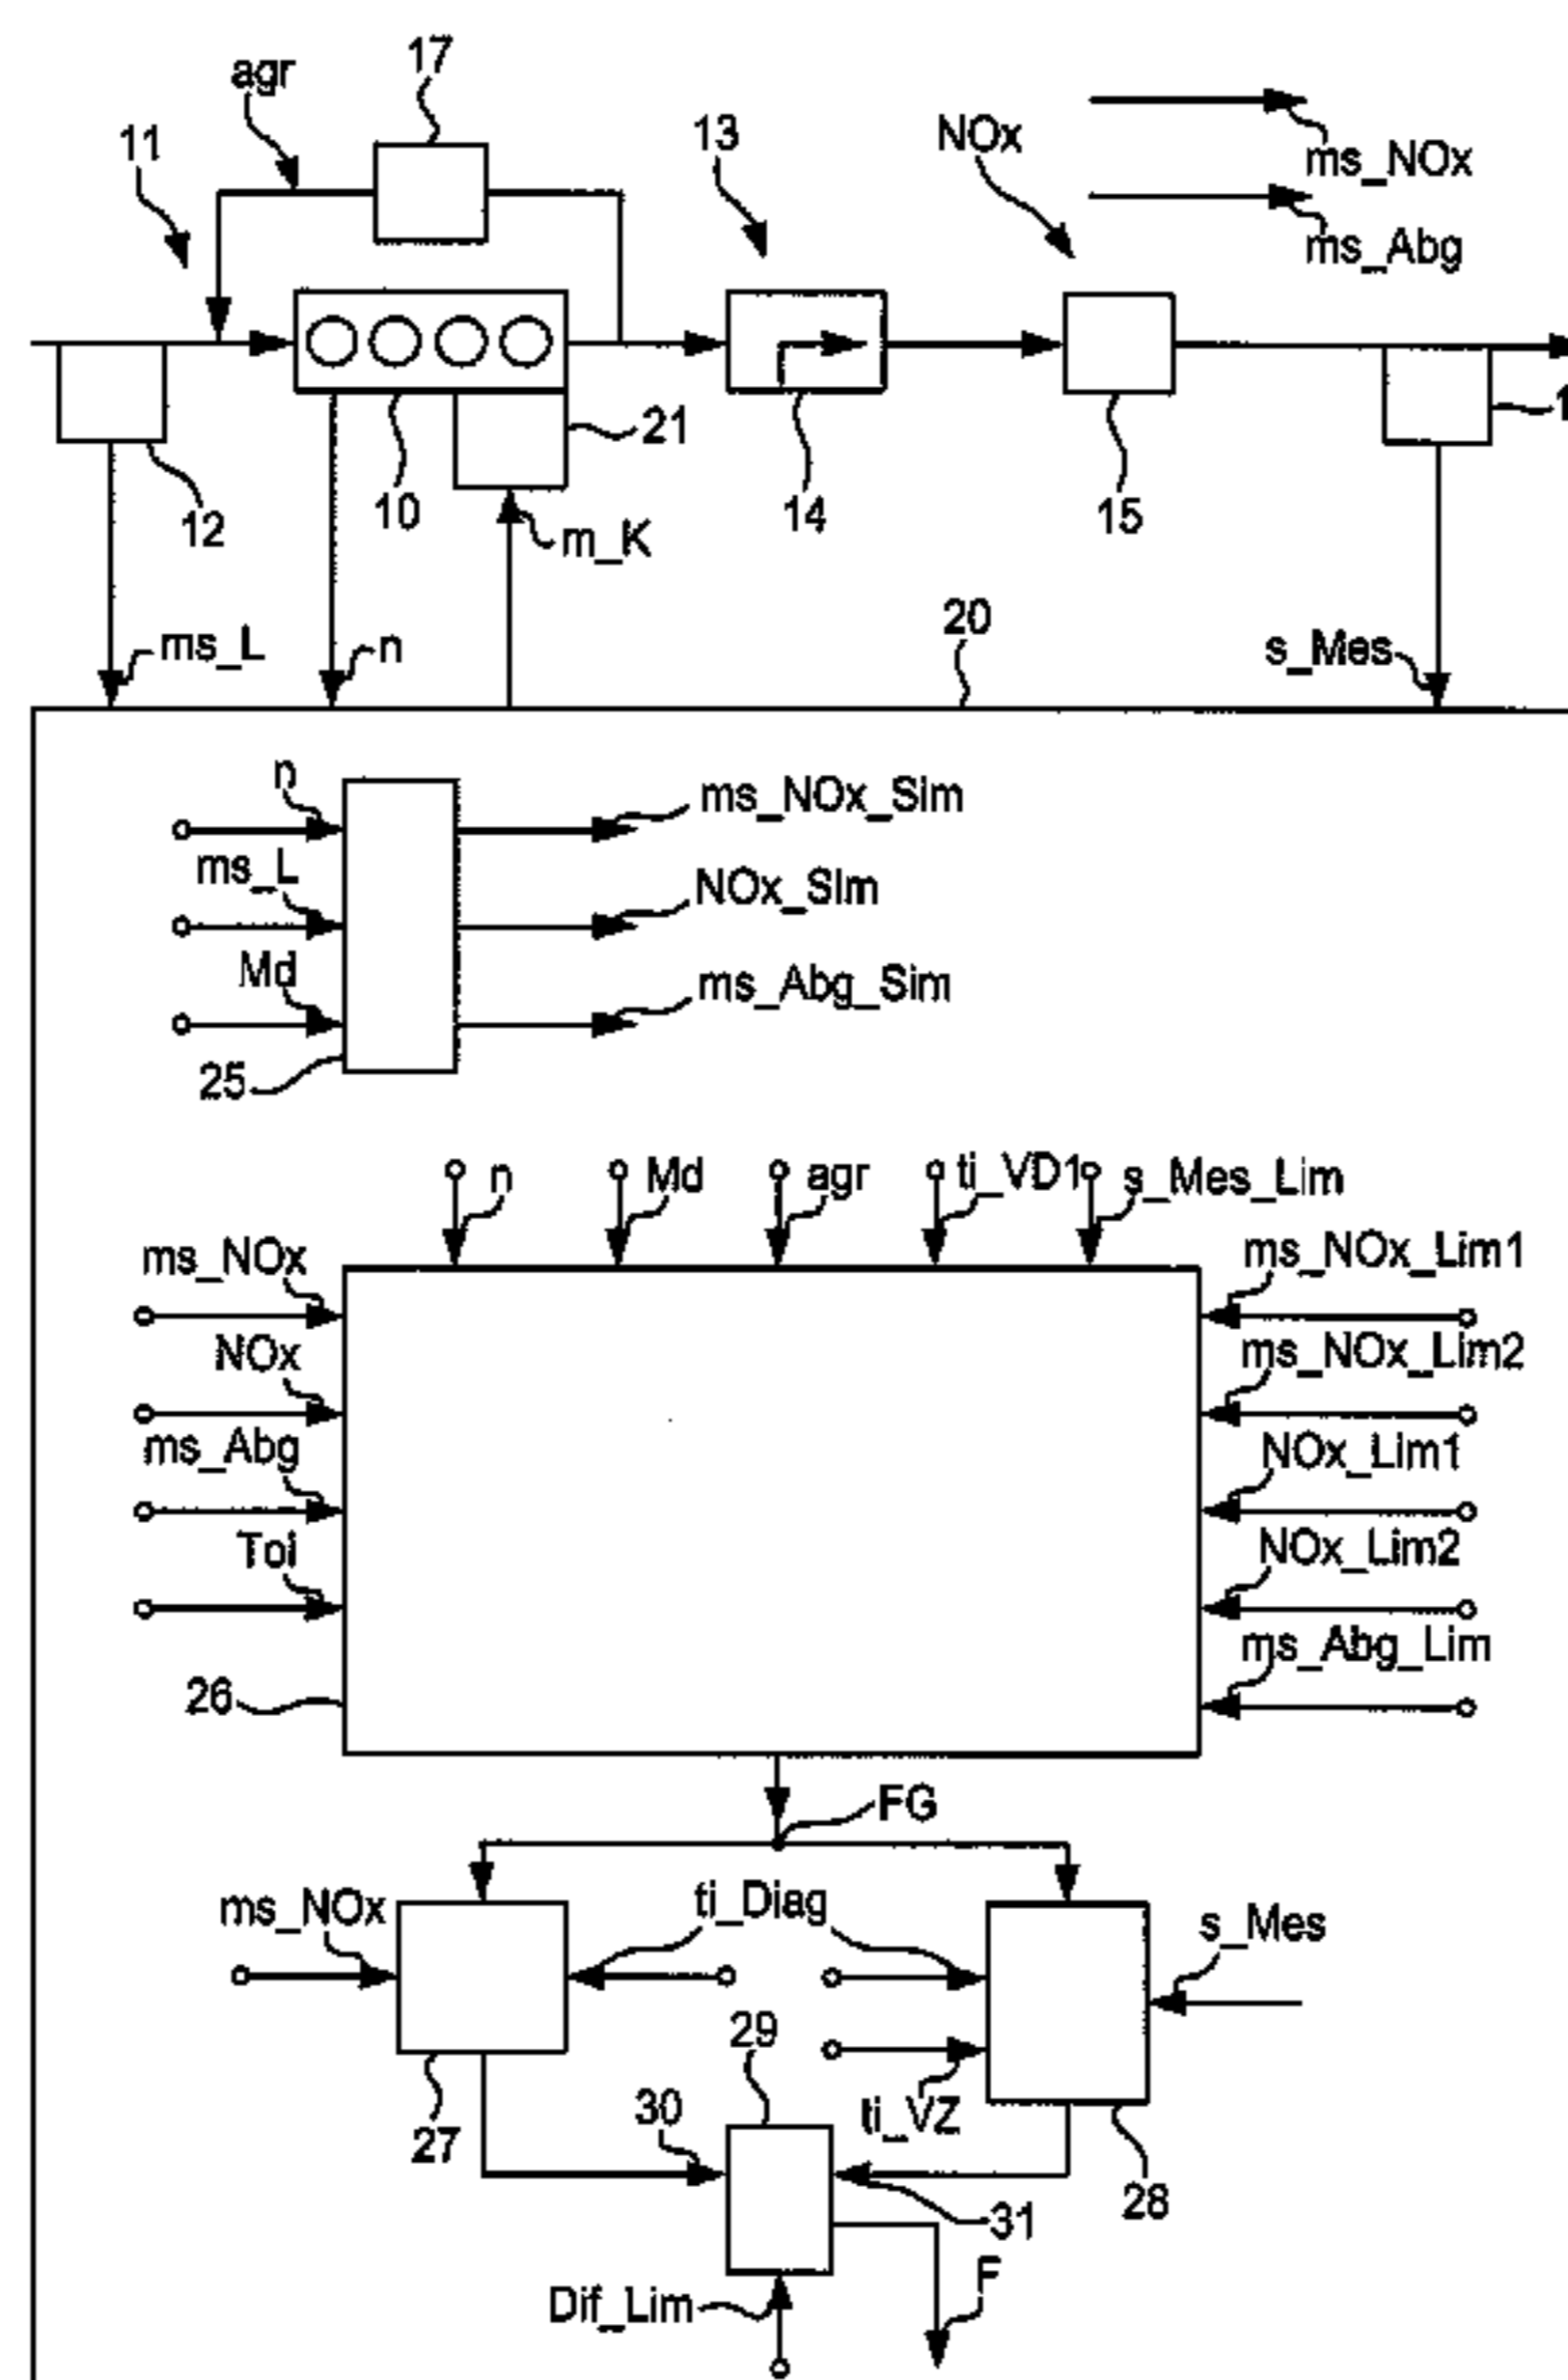 17
agr
11
13
NOx
ms_NOx
ms_Abg
21
10
12
14
15
m_K
ms_L
n
20
s_Mes
n
ms_NOx_Sim
ms_L
NOx_Sim
Md
ms_Abg_Sim
25
n
Md
agr
ti_VD1
s_Mes_Lim
ms_NOx
ms_NOx_Lim1
NOx
ms_NOx_Lim2
ms_Abg
NOx_Lim1
Tol
NOx_Lim2
ms_Abg_Lim
26
FG
ms_NOx
ti_Diag
s_Mes
29
ti_VZ
30
27
28
31
F
Dif_Lim